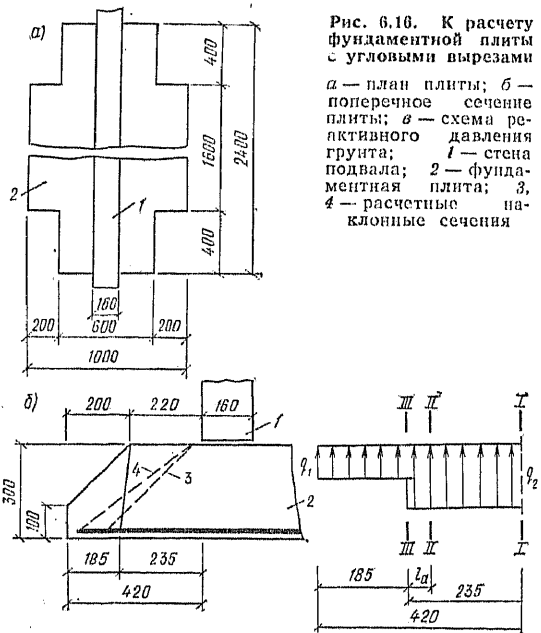 а)
Рис. 6.16. К расчету
фундаментной плиты
с угловыми вырезами
а — план плиты; б —
поперечное сечение
плиты; в — схема ре-
активного давления
грунта; 1 — стена
подвала; 2 — фунда-
ментная плита; 3,
4 — расчетные на-
клонные сечения
400
1600
2400
400
2
1
160
200
600
200
1000
б)
200
220
160
1
300
100
4
3
2
185
235
420
III
II
I
q₁
q₂
III
II
I
185
lₐ
235
420